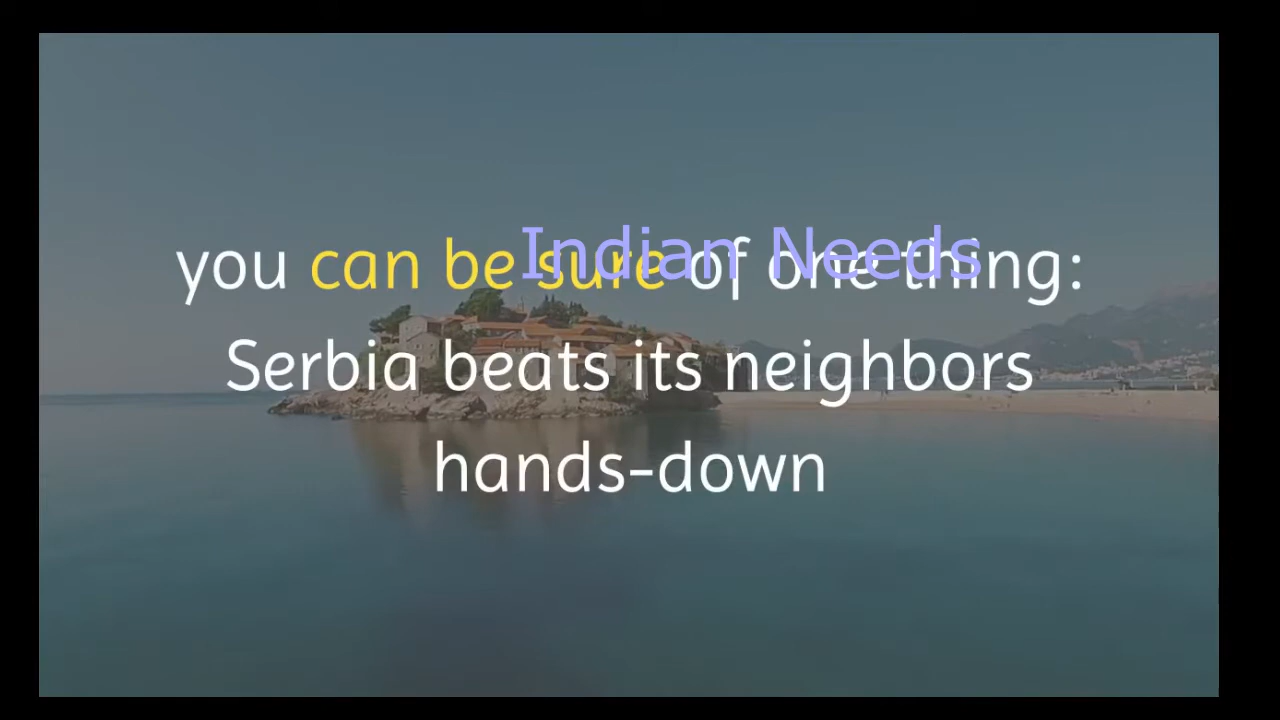 Indian Needs
you can be sure of one thing:
Serbia beats its neighbors
hands-down